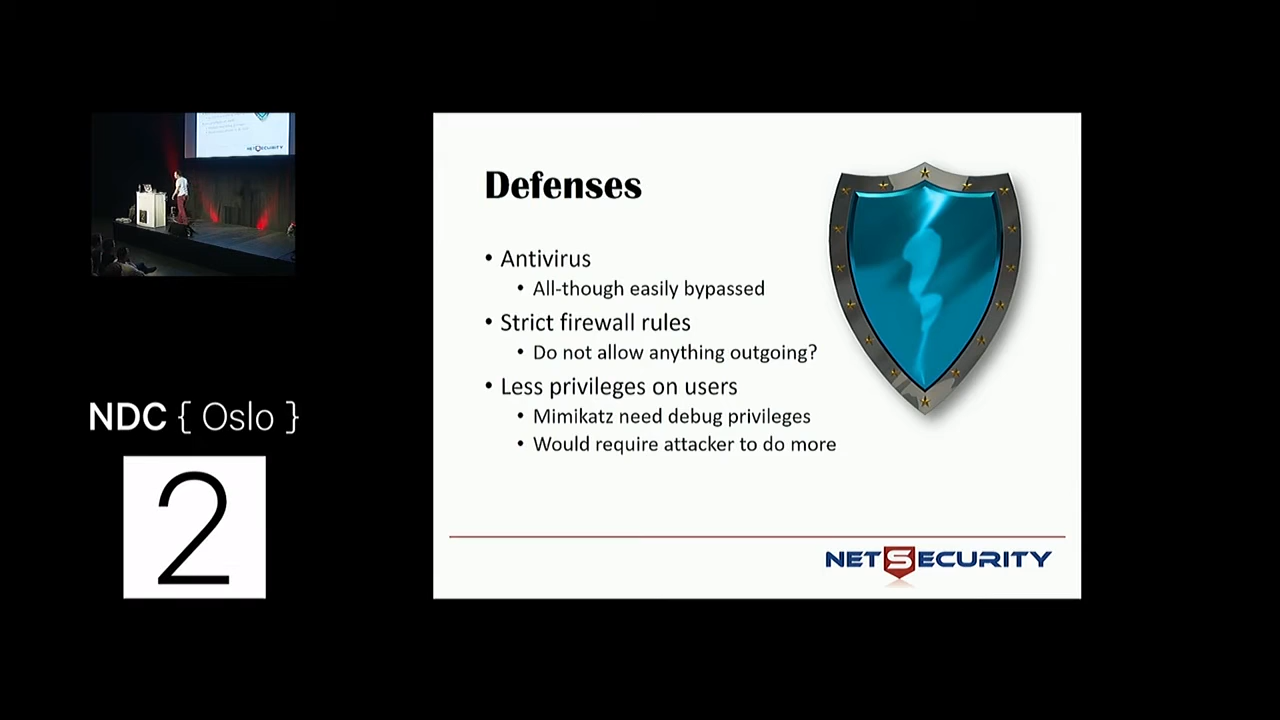 Defenses
• Antivirus
• All-though easily bypassed
• Strict firewall rules
• Do not allow anything outgoing?
• Less privileges on users
• Mimikatz need debug privileges
• Would require attacker to do more
NETSECURITY
NDC { Oslo }
2
NETSECURITY